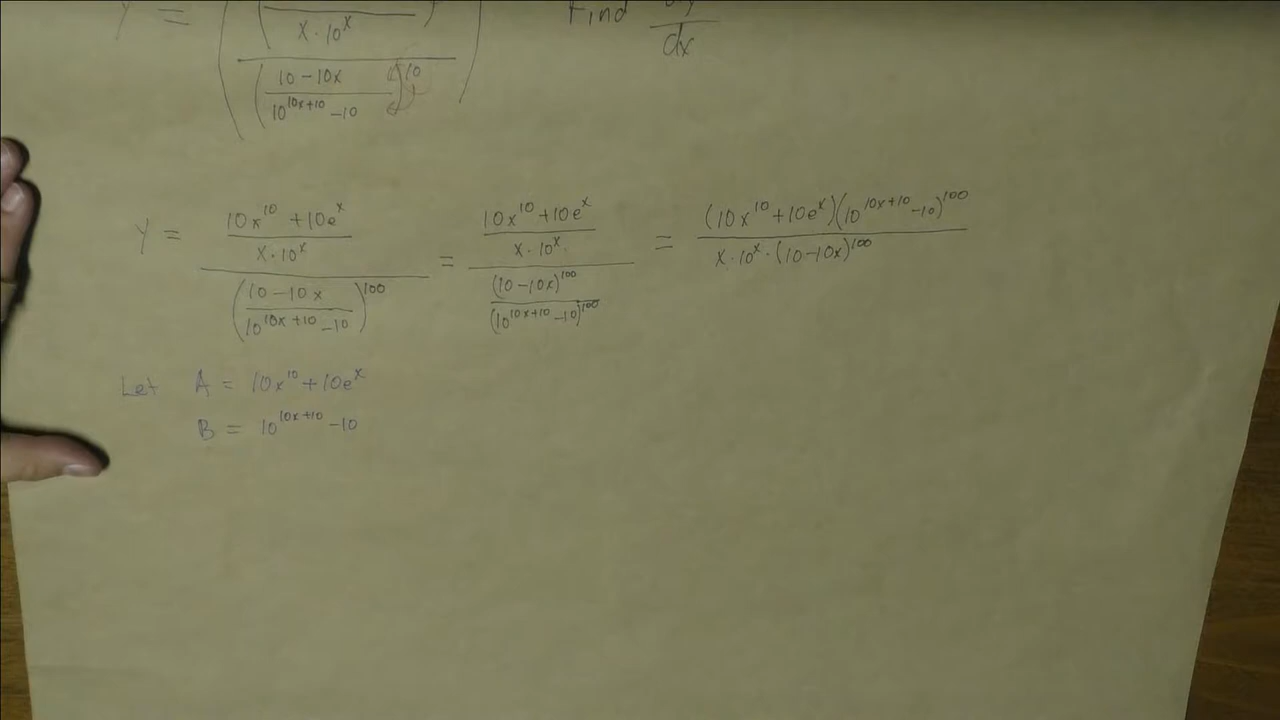 Y = ( ( / x · 10^x ) / ((10 - 10x)/(10^(10x+10) - 10))^10 ) Find dy/dx
Y = ((10x^10 + 10e^x)/(x · 10^x)) / ((10 - 10x)/(10^(10x+10) - 10))^100 = ((10x^10 + 10e^x)/(x · 10^x)) / ((10 - 10x)^100/(10^(10x+10) - 10)^100) = ((10x^10 + 10e^x)(10^(10x+10) - 10)^100)/(x · 10^x · (10 - 10x)^100)
Let A = 10x^10 + 10e^x
B = 10^(10x+10) - 10